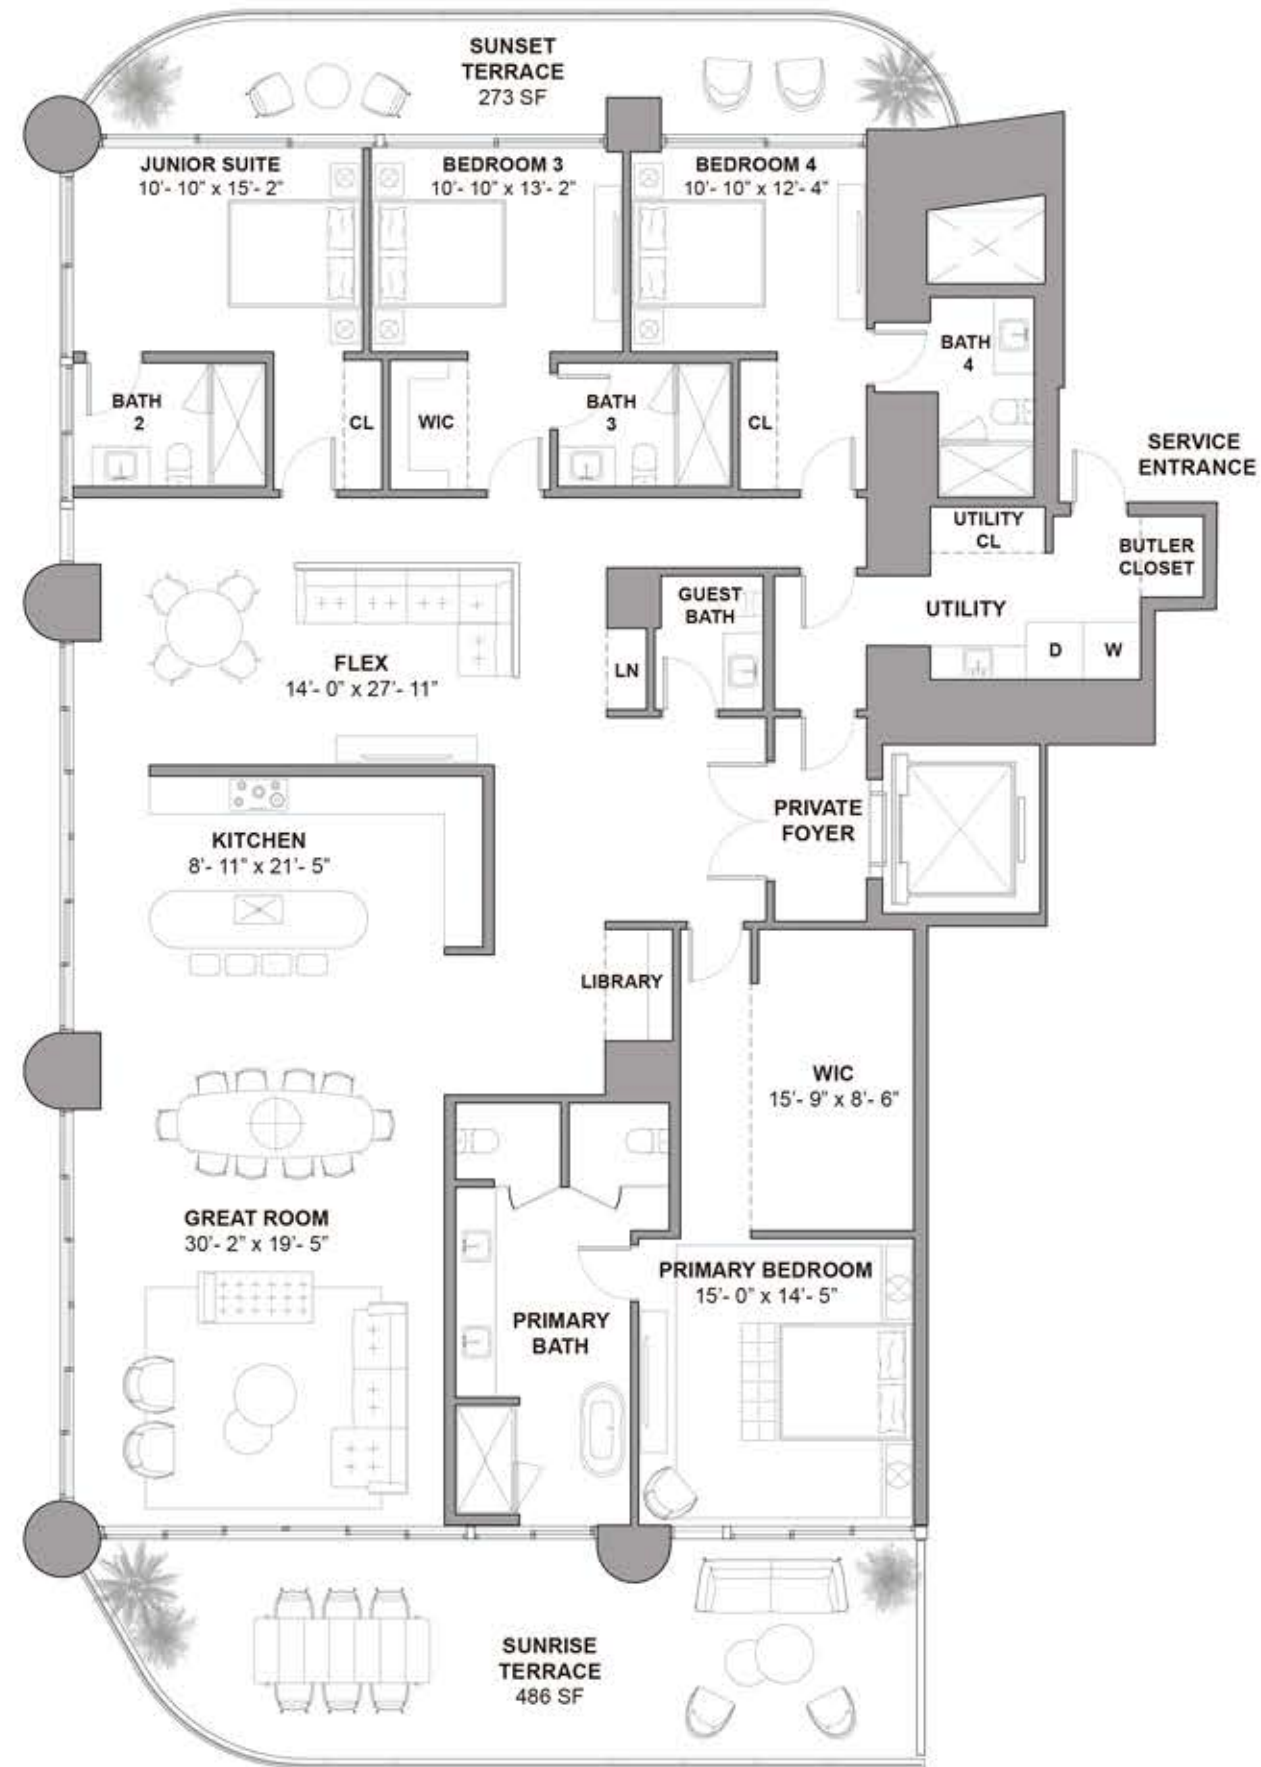 SUNSET
TERRACE
273 SF
JUNIOR SUITE
10'- 10" x 15'- 2"
BEDROOM 3
10'- 10" x 13'- 2"
BEDROOM 4
10'- 10" x 12'- 4"
BATH
2
CL
WIC
BATH
3
CL
BATH
4
SERVICE
ENTRANCE
UTILITY
CL
BUTLER
CLOSET
UTILITY
D
W
GUEST
BATH
LN
FLEX
14'- 0" x 27'- 11"
KITCHEN
8'- 11" x 21'- 5"
PRIVATE
FOYER
LIBRARY
WIC
15'- 9" x 8'- 6"
GREAT ROOM
30'- 2" x 19'- 5"
PRIMARY BEDROOM
15'- 0" x 14'- 5"
PRIMARY
BATH
SUNRISE
TERRACE
486 SF